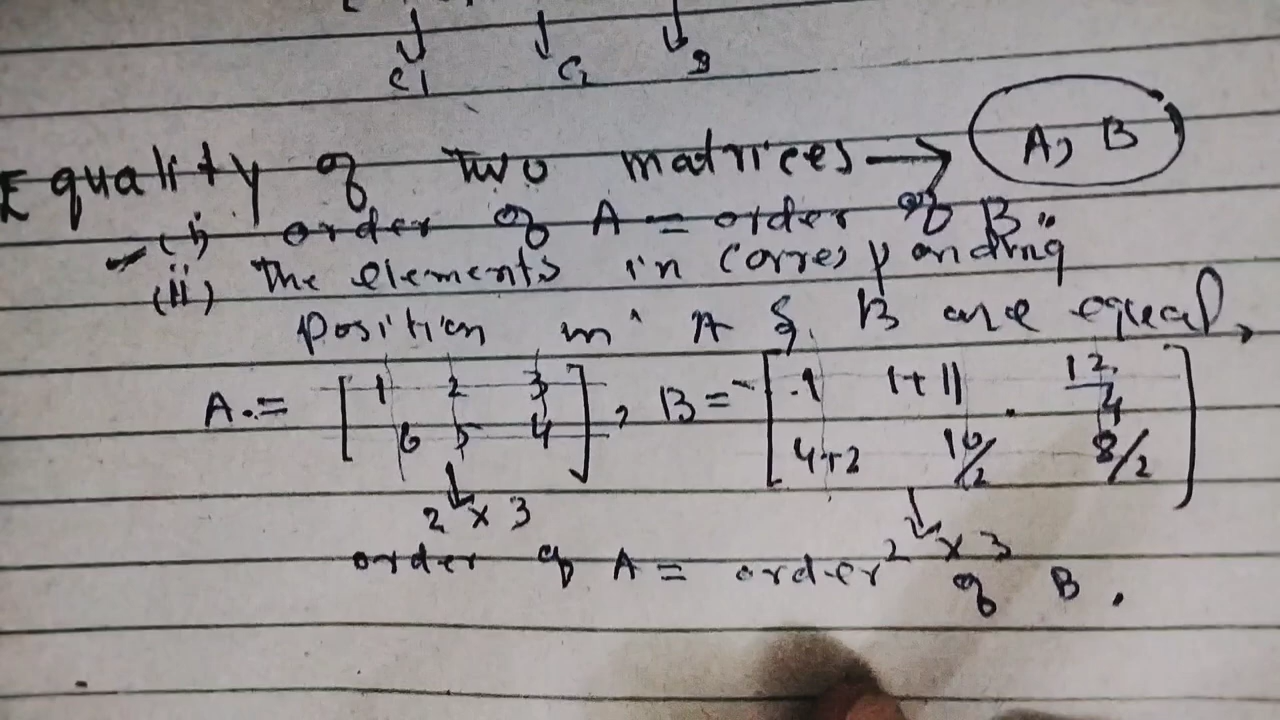 C1 C2
Equality of two matrices → A, B
(i) order of A = order of B.
(ii) The elements in corresponding
position in A & B are equal,
A = [ 1 2 3 , B = [ 1 1+1 12/4
6 5 4 ] 4+2 10/2 8/2 ]
2 x 3 2 x 3
order of A = order of B.